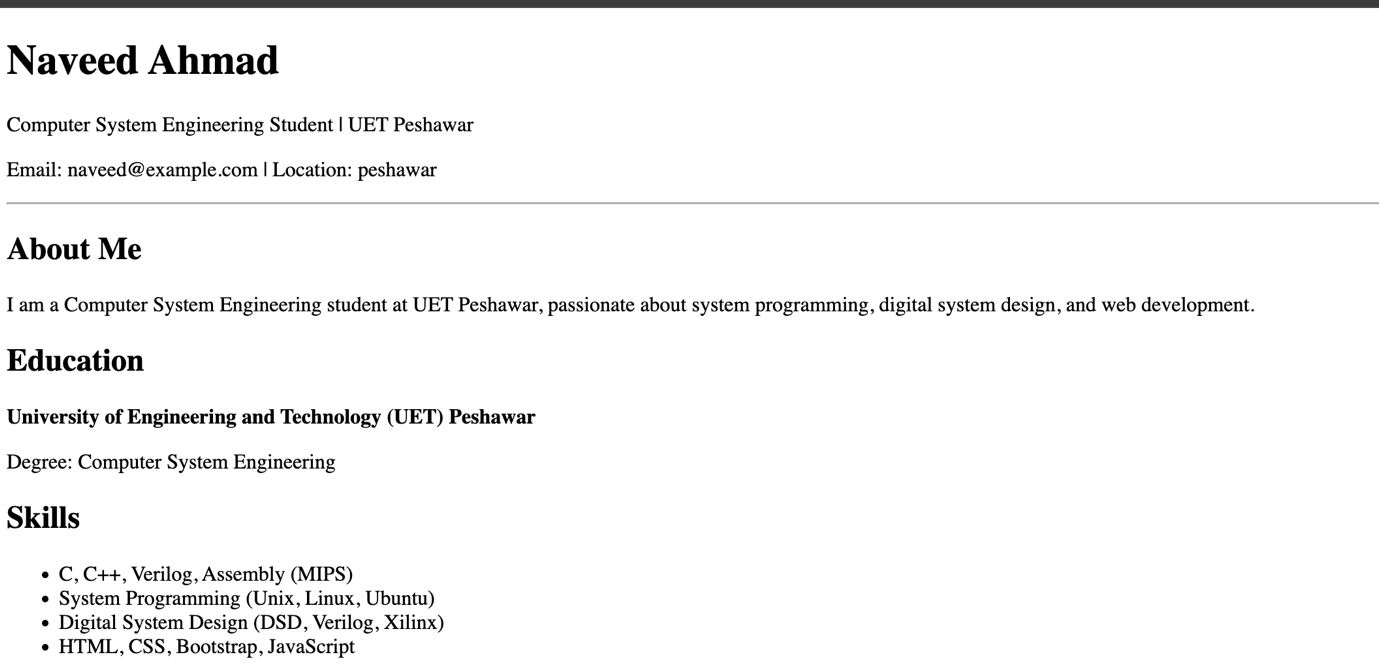 Naveed Ahmad
Computer System Engineering Student | UET Peshawar
Email: naveed@example.com | Location: peshawar
About Me
I am a Computer System Engineering student at UET Peshawar, passionate about system programming, digital system design, and web development.
Education
University of Engineering and Technology (UET) Peshawar
Degree: Computer System Engineering
Skills
• C, C++, Verilog, Assembly (MIPS)
• System Programming (Unix, Linux, Ubuntu)
• Digital System Design (DSD, Verilog, Xilinx)
• HTML, CSS, Bootstrap, JavaScript